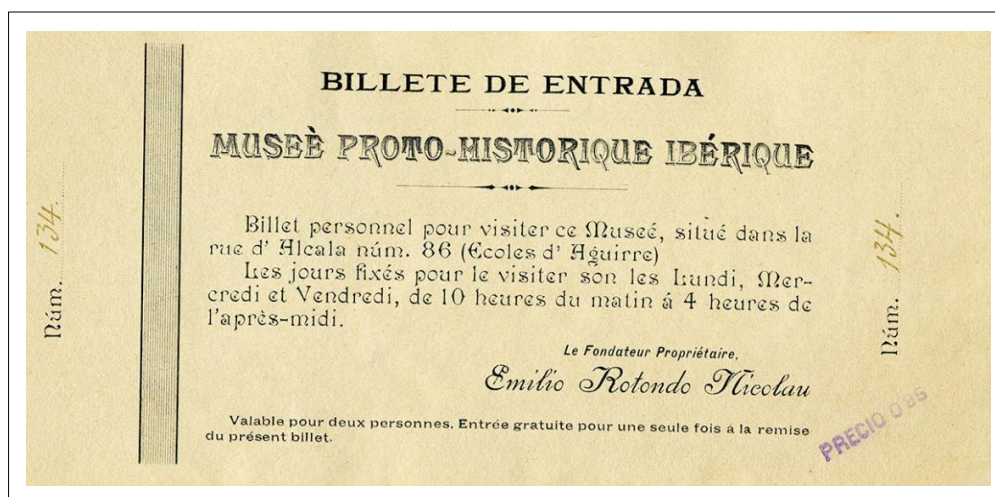 BILLETE DE ENTRADA
MUSEÈ PROTO-HISTORIQUE IBÉRIQUE
Billet personnel pour visiter ce Museé, situé dans la
rue d' Alcala núm. 86 (Ecoles d' Aguirre)
Les jours fixés pour le visiter son les Lundi, Mer-
credi et Vendredi, de 10 heures du matin á 4 heures de
l'après-midi.
Le Fondateur Propriétaire,
Emilio Rotondo Nicolau
Valable pour deux personnes, Entrée gratuite pour une seule fois á la remise
du présent billet.
Núm. 134.
Núm. 134.
PRECIO